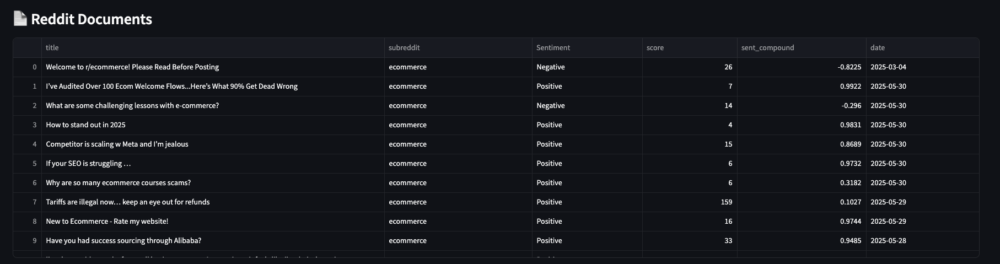 Reddit Documents
title subreddit Sentiment score sent_compound date
0 Welcome to r/ecommerce! Please Read Before Posting ecommerce Negative 26 -0.8225 2025-03-04
1 I’ve Audited Over 100 Ecom Welcome Flows...Here’s What 90% Get Dead Wrong ecommerce Positive 7 0.9922 2025-05-30
2 What are some challenging lessons with e-commerce? ecommerce Negative 14 -0.296 2025-05-30
3 How to stand out in 2025 ecommerce Positive 4 0.9831 2025-05-30
4 Competitor is scaling w Meta and I’m jealous ecommerce Positive 15 0.8689 2025-05-30
5 If your SEO is struggling … ecommerce Positive 6 0.9732 2025-05-30
6 Why are so many ecommerce courses scams? ecommerce Positive 6 0.3182 2025-05-30
7 Tariffs are illegal now… keep an eye out for refunds ecommerce Positive 159 0.1027 2025-05-29
8 New to Ecommerce - Rate my website! ecommerce Positive 16 0.9744 2025-05-29
9 Have you had success sourcing through Alibaba? ecommerce Positive 33 0.9485 2025-05-28